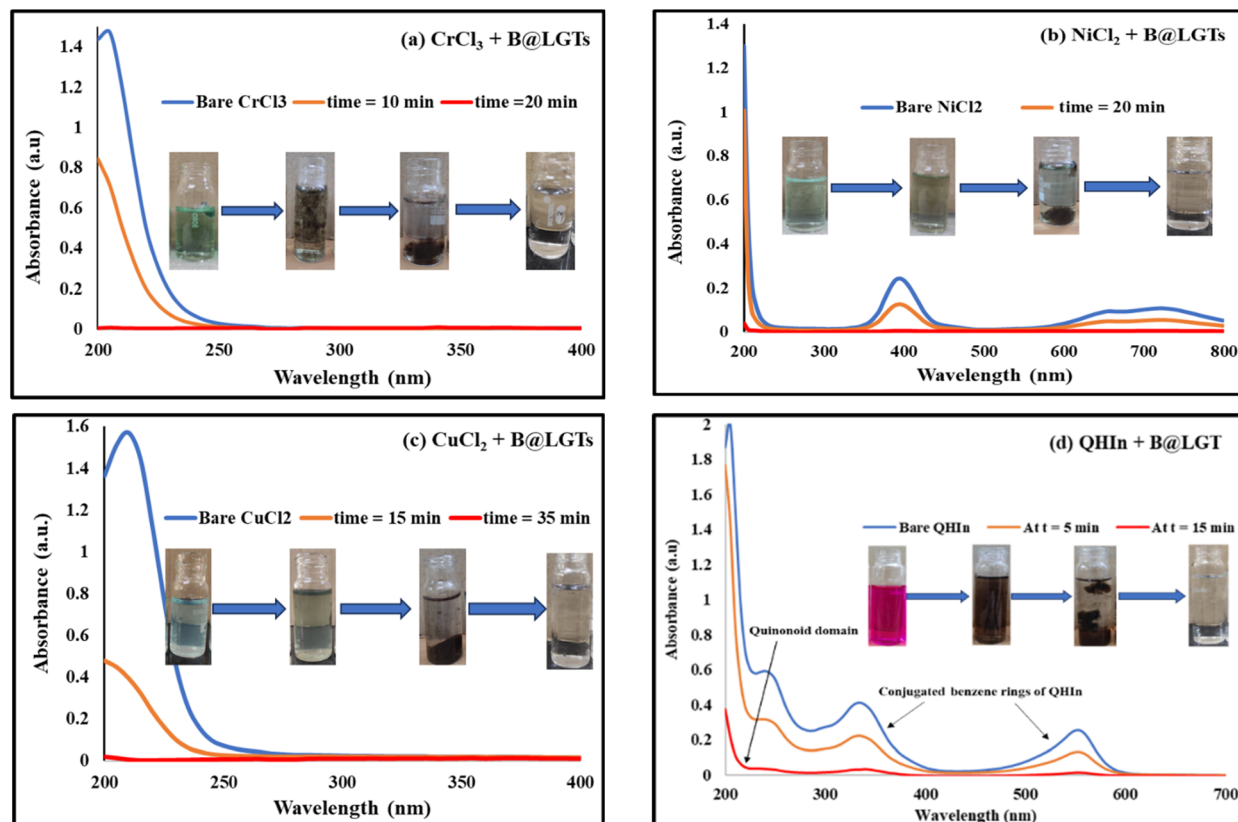 (a) CrCl3 + B@LGTs
Bare CrCl3 time = 10 min time =20 min
Absorbance (a.u)
1.4
1.2
1
0.8
0.6
0.4
0.2
0
200 250 300 350 400
Wavelength (nm)
(b) NiCl2 + B@LGTs
Bare NiCl2 time = 20 min
Absorbance (a.u.)
1.4
1.2
1
0.8
0.6
0.4
0.2
0
200 300 400 500 600 700 800
Wavelength (nm)
(c) CuCl2 + B@LGTs
Bare CuCl2 time = 15 min time = 35 min
Absorbance (a.u.)
1.6
1.4
1.2
1
0.8
0.6
0.4
0.2
0
200 250 300 350 400
Wavelength (nm)
(d) QHIn + B@LGT
Bare QHIn At t = 5 min At t = 15 min
Quinonoid domain
Conjugated benzene rings of QHIn
Absorbance (a.u)
2
1.8
1.6
1.4
1.2
1
0.8
0.6
0.4
0.2
0
200 300 400 500 600 700
Wavelength (nm)